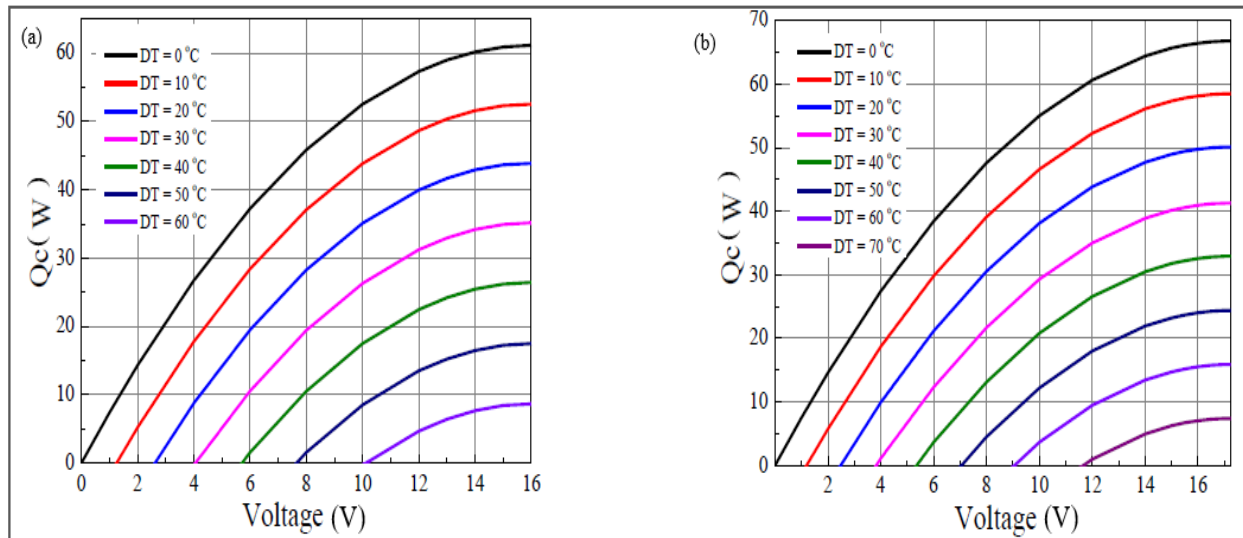 (a)
DT = 0 °C
DT = 10 °C
DT = 20 °C
DT = 30 °C
DT = 40 °C
DT = 50 °C
DT = 60 °C
Qc ( W )
60
50
40
30
20
10
0
0 2 4 6 8 10 12 14 16
Voltage (V)
(b)
DT = 0 °C
DT = 10 °C
DT = 20 °C
DT = 30 °C
DT = 40 °C
DT = 50 °C
DT = 60 °C
DT = 70 °C
Qc ( W )
70
60
50
40
30
20
10
0
2 4 6 8 10 12 14 16
Voltage (V)